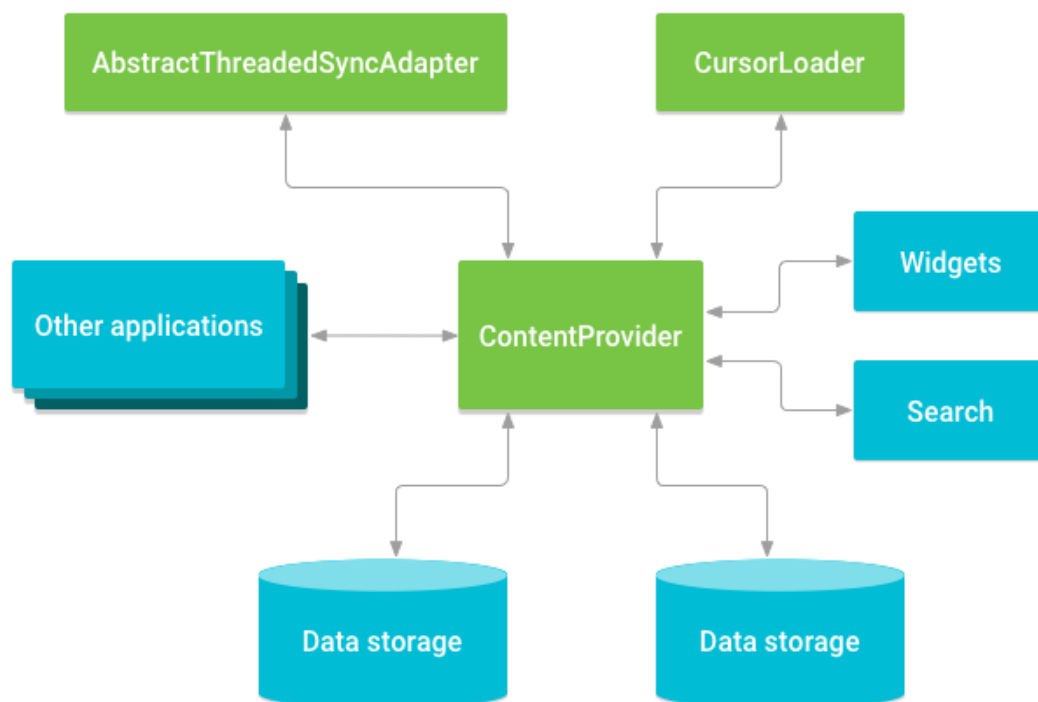 AbstractThreadedSyncAdapter
CursorLoader
Widgets
Other applications
ContentProvider
Search
Data storage
Data storage